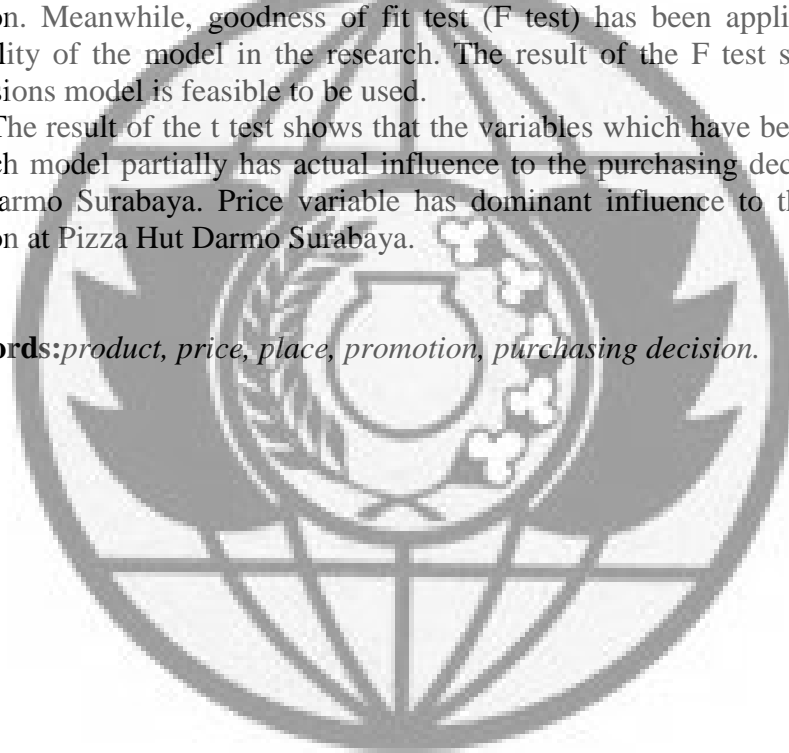 on. Meanwhile, goodness of fit test (F test) has been appli
lity of the model in the research. The result of the F test s
sions model is feasible to be used.
The result of the t test shows that the variables which have be
ch model partially has actual influence to the purchasing dec
armo Surabaya. Price variable has dominant influence to th
on at Pizza Hut Darmo Surabaya.
ords:product, price, place, promotion, purchasing decision.